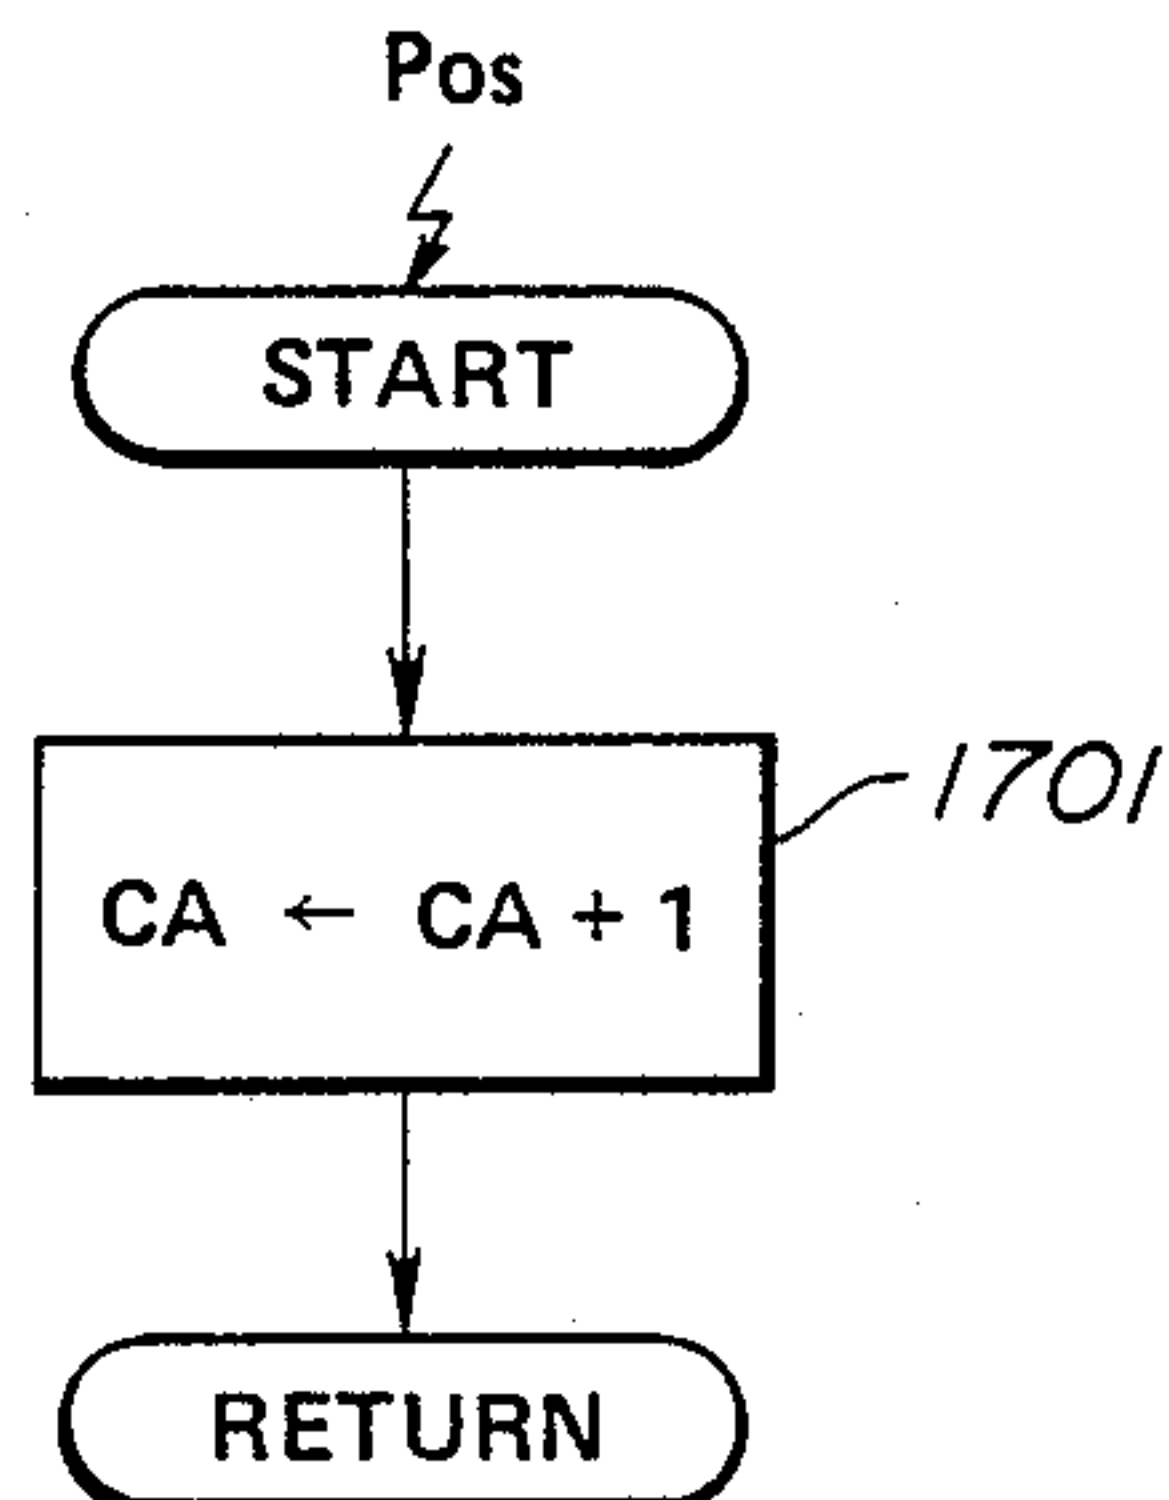 Pos
START
1701
CA ← CA + 1
RETURN